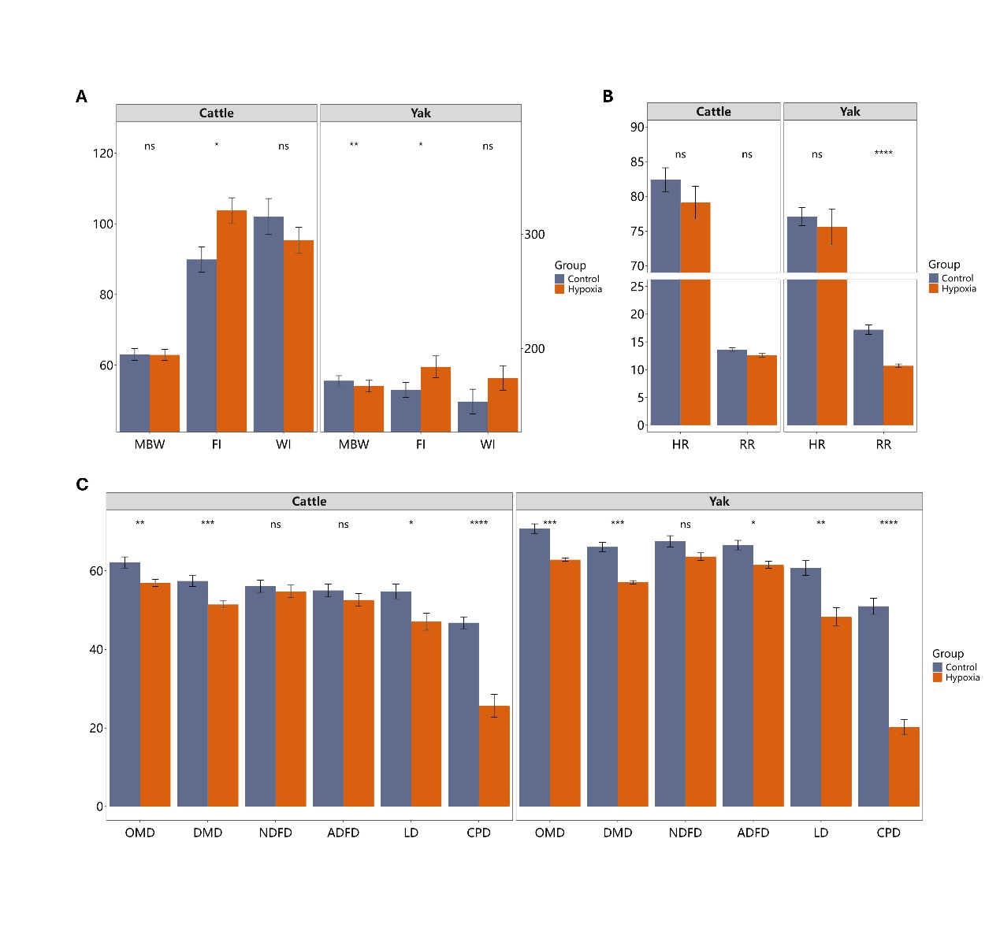 A
Cattle Yak
ns * ns ** * ns
120
100
80
60
300
200
MBW FI WI MBW FI WI
Group
Control
Hypoxia
B
Cattle Yak
ns ns ns ****
90
85
80
75
70
25
20
15
10
5
0
HR RR HR RR
Group
Control
Hypoxia
C
Cattle Yak
** *** ns ns * **** *** *** ns * ** ****
60
40
20
0
OMD DMD NDFD ADFD LD CPD OMD DMD NDFD ADFD LD CPD
Group
Control
Hypoxia